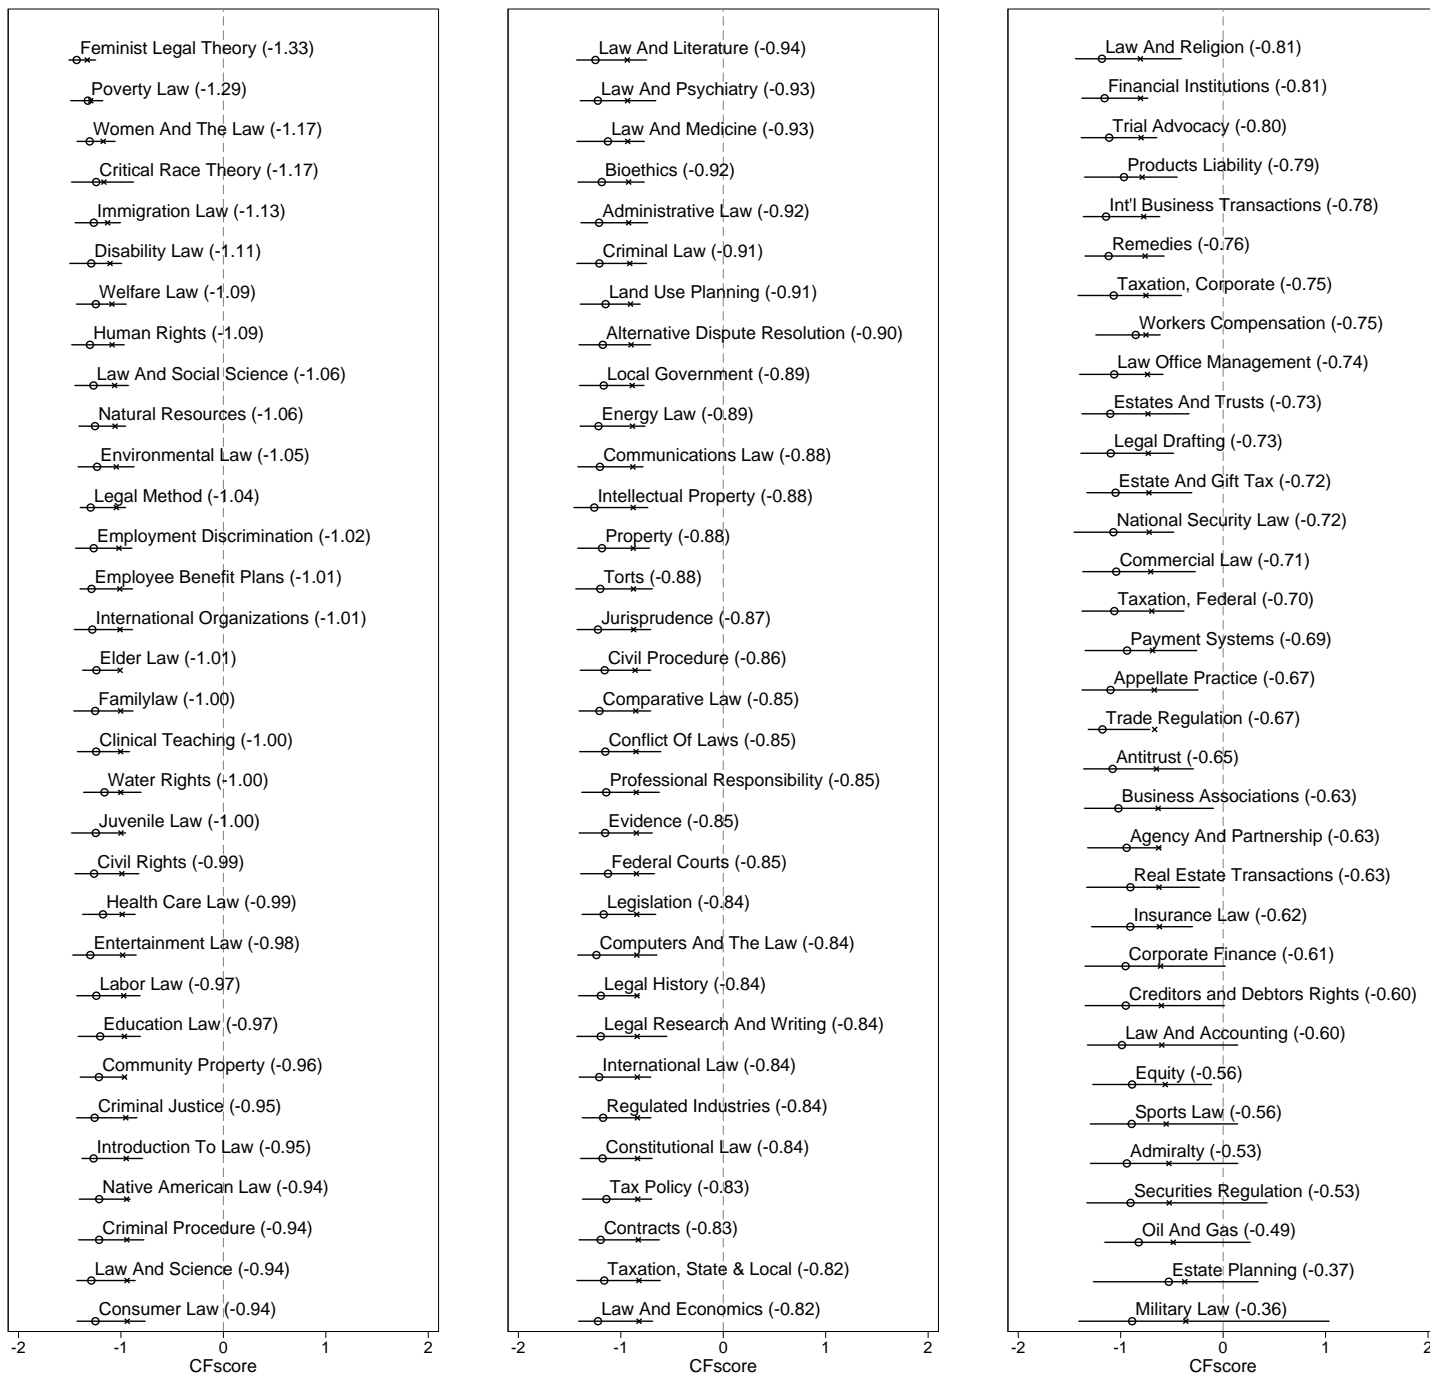 Feminist Legal Theory (-1.33)
Poverty Law (-1.29)
Women And The Law (-1.17)
Critical Race Theory (-1.17)
Immigration Law (-1.13)
Disability Law (-1.11)
Welfare Law (-1.09)
Human Rights (-1.09)
Law And Social Science (-1.06)
Natural Resources (-1.06)
Environmental Law (-1.05)
Legal Method (-1.04)
Employment Discrimination (-1.02)
Employee Benefit Plans (-1.01)
International Organizations (-1.01)
Elder Law (-1.01)
Familylaw (-1.00)
Clinical Teaching (-1.00)
Water Rights (-1.00)
Juvenile Law (-1.00)
Civil Rights (-0.99)
Health Care Law (-0.99)
Entertainment Law (-0.98)
Labor Law (-0.97)
Education Law (-0.97)
Community Property (-0.96)
Criminal Justice (-0.95)
Introduction To Law (-0.95)
Native American Law (-0.94)
Criminal Procedure (-0.94)
Law And Science (-0.94)
Consumer Law (-0.94)
-2 -1 0 1 2
CFscore
Law And Literature (-0.94)
Law And Psychiatry (-0.93)
Law And Medicine (-0.93)
Bioethics (-0.92)
Administrative Law (-0.92)
Criminal Law (-0.91)
Land Use Planning (-0.91)
Alternative Dispute Resolution (-0.90)
Local Government (-0.89)
Energy Law (-0.89)
Communications Law (-0.88)
Intellectual Property (-0.88)
Property (-0.88)
Torts (-0.88)
Jurisprudence (-0.87)
Civil Procedure (-0.86)
Comparative Law (-0.85)
Conflict Of Laws (-0.85)
Professional Responsibility (-0.85)
Evidence (-0.85)
Federal Courts (-0.85)
Legislation (-0.84)
Computers And The Law (-0.84)
Legal History (-0.84)
Legal Research And Writing (-0.84)
International Law (-0.84)
Regulated Industries (-0.84)
Constitutional Law (-0.84)
Tax Policy (-0.83)
Contracts (-0.83)
Taxation, State & Local (-0.82)
Law And Economics (-0.82)
-2 -1 0 1 2
CFscore
Law And Religion (-0.81)
Financial Institutions (-0.81)
Trial Advocacy (-0.80)
Products Liability (-0.79)
Int'l Business Transactions (-0.78)
Remedies (-0.76)
Taxation, Corporate (-0.75)
Workers Compensation (-0.75)
Law Office Management (-0.74)
Estates And Trusts (-0.73)
Legal Drafting (-0.73)
Estate And Gift Tax (-0.72)
National Security Law (-0.72)
Commercial Law (-0.71)
Taxation, Federal (-0.70)
Payment Systems (-0.69)
Appellate Practice (-0.67)
Trade Regulation (-0.67)
Antitrust (-0.65)
Business Associations (-0.63)
Agency And Partnership (-0.63)
Real Estate Transactions (-0.63)
Insurance Law (-0.62)
Corporate Finance (-0.61)
Creditors and Debtors Rights (-0.60)
Law And Accounting (-0.60)
Equity (-0.56)
Sports Law (-0.56)
Admiralty (-0.53)
Securities Regulation (-0.53)
Oil And Gas (-0.49)
Estate Planning (-0.37)
Military Law (-0.36)
-2 -1 0 1 2
CFscore